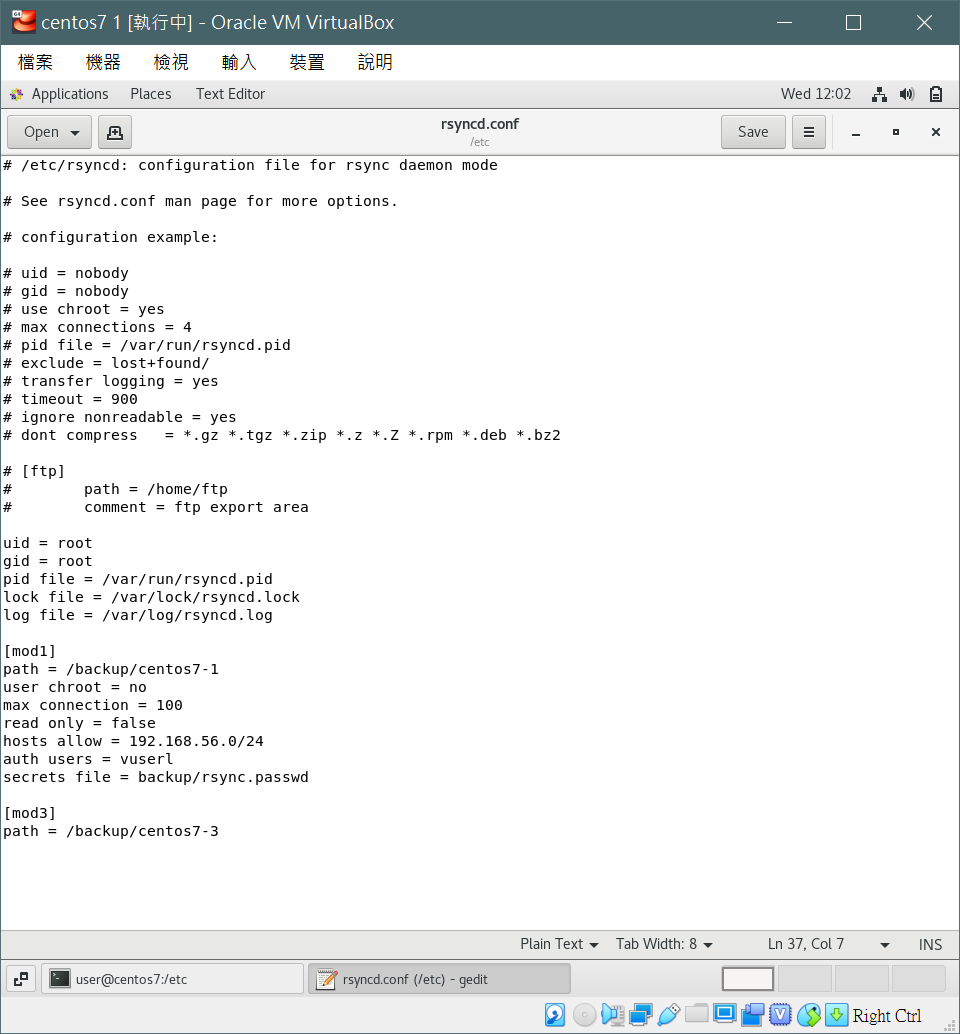 centos7 1 [執行中] - Oracle VM VirtualBox
檔案 機器 檢視 輸入 裝置 說明
Applications Places Text Editor Wed 12:02
Open rsyncd.conf Save
/etc
# /etc/rsyncd: configuration file for rsync daemon mode
# See rsyncd.conf man page for more options.
# configuration example:
# uid = nobody
# gid = nobody
# use chroot = yes
# max connections = 4
# pid file = /var/run/rsyncd.pid
# exclude = lost+found/
# transfer logging = yes
# timeout = 900
# ignore nonreadable = yes
# dont compress   = *.gz *.tgz *.zip *.z *.Z *.rpm *.deb *.bz2
# [ftp]
#        path = /home/ftp
#        comment = ftp export area
uid = root
gid = root
pid file = /var/run/rsyncd.pid
lock file = /var/lock/rsyncd.lock
log file = /var/log/rsyncd.log
[mod1]
path = /backup/centos7-1
user chroot = no
max connection = 100
read only = false
hosts allow = 192.168.56.0/24
auth users = vuserl
secrets file = backup/rsync.passwd
[mod3]
path = /backup/centos7-3
Plain Text Tab Width: 8 Ln 37, Col 7 INS
user@centos7:/etc rsyncd.conf (/etc) - gedit
Right Ctrl